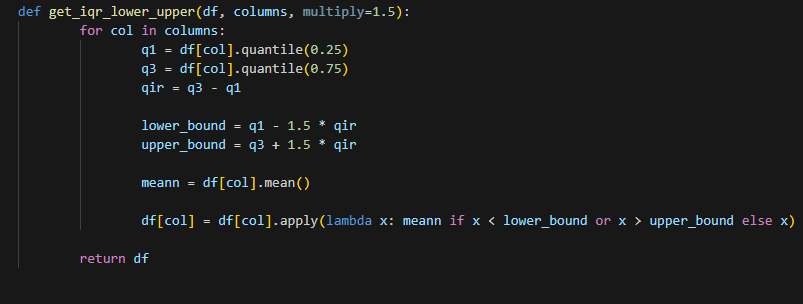 def get_iqr_lower_upper(df, columns, multiply=1.5):
for col in columns:
q1 = df[col].quantile(0.25)
q3 = df[col].quantile(0.75)
qir = q3 - q1
lower_bound = q1 - 1.5 * qir
upper_bound = q3 + 1.5 * qir
meann = df[col].mean()
df[col] = df[col].apply(lambda x: meann if x < lower_bound or x > upper_bound else x)
return df